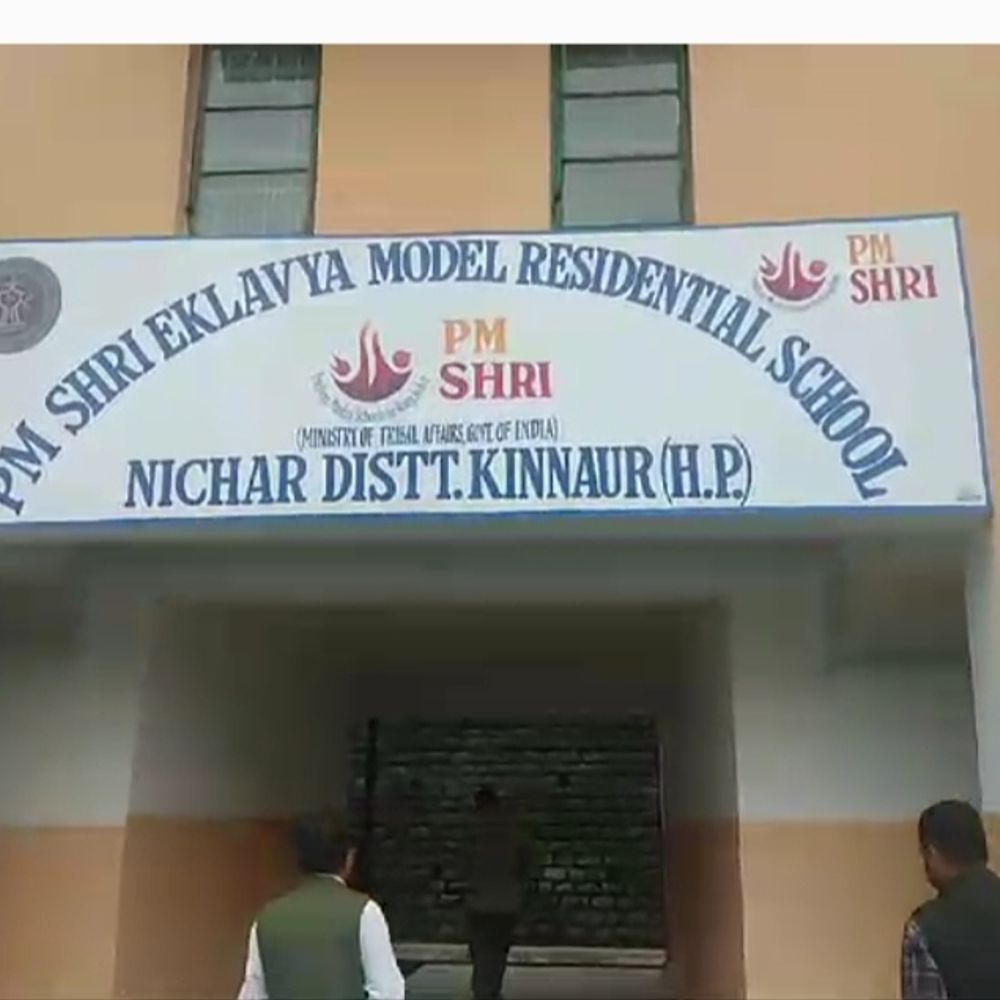 PM SHRI EKLAVYA MODEL RESIDENTIAL SCHOOL
PM
SHRI
PM
SHRI
(MINISTRY OF TRIBAL AFFAIRS, GOVT. OF INDIA)
NICHAR DISTT. KINNAUR (H.P.)